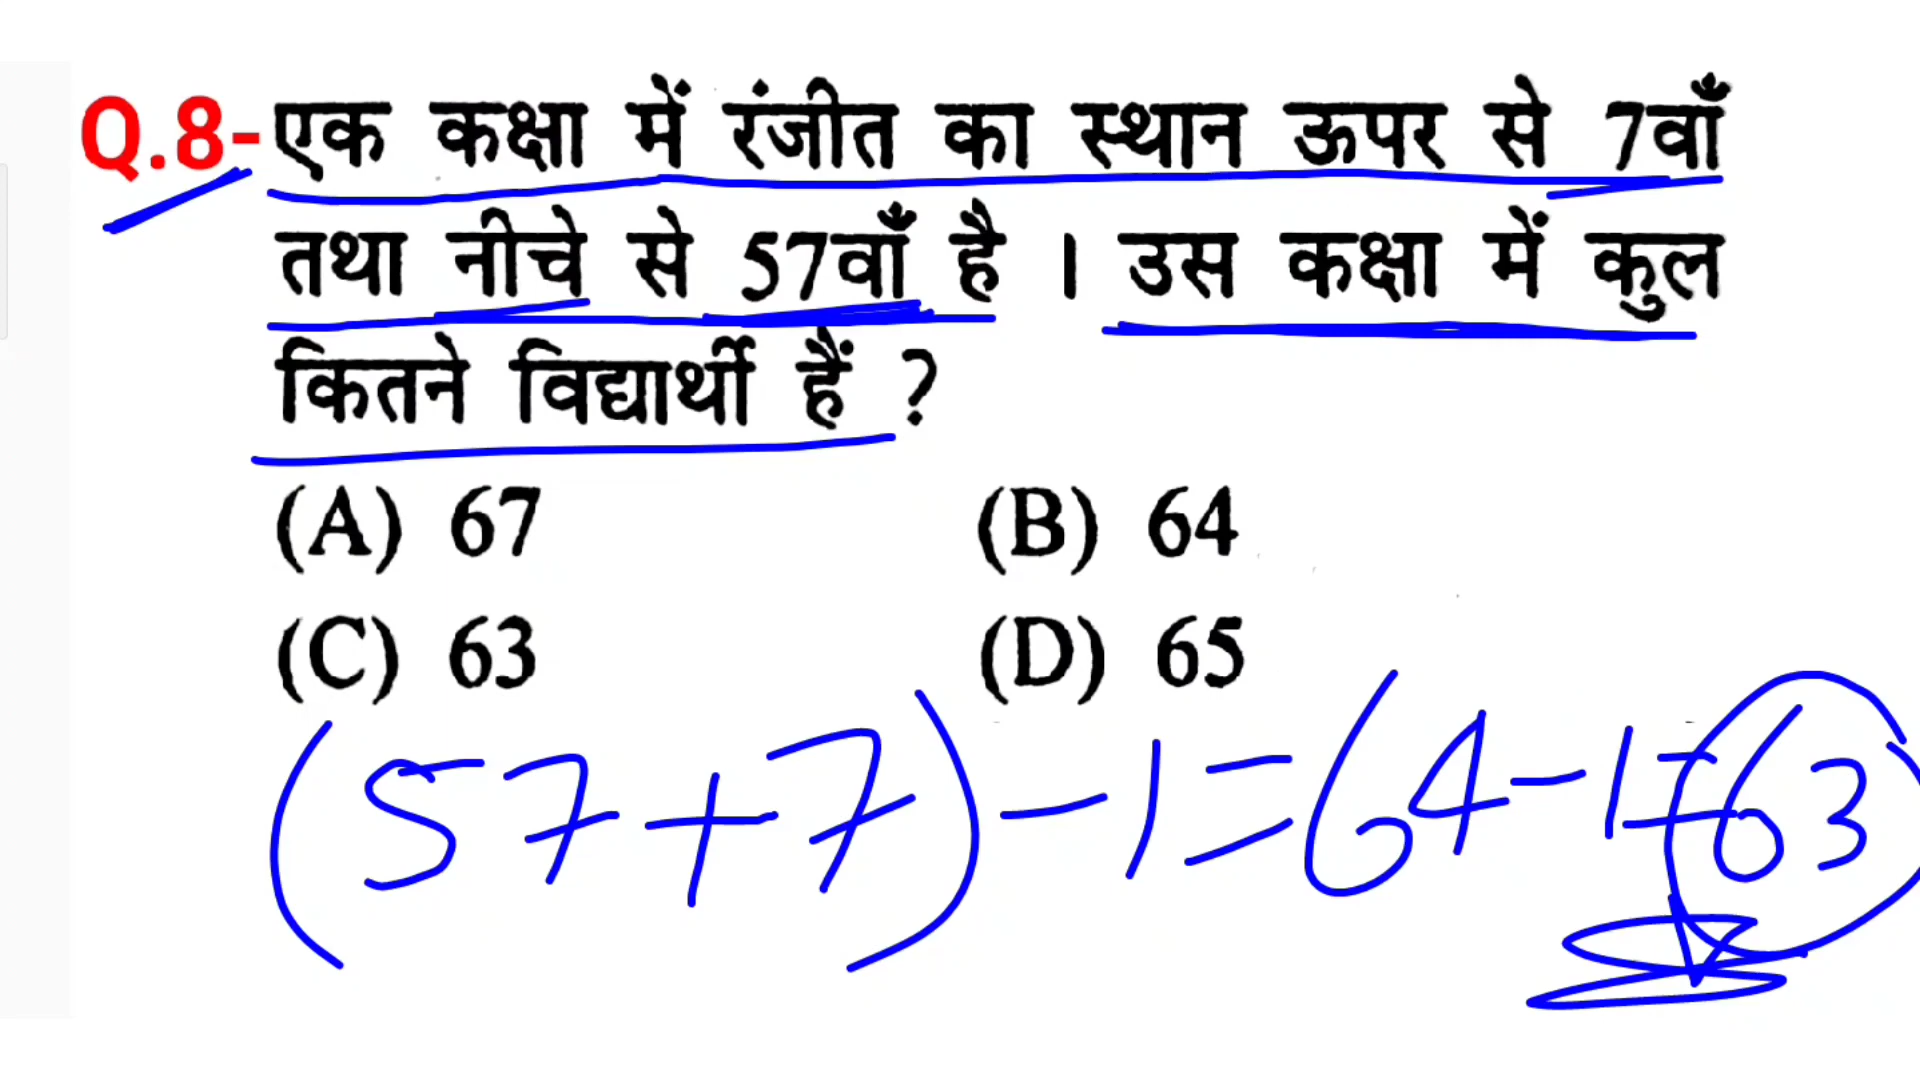 Q.8- एक कक्षा में रंजीत का स्थान ऊपर से 7वाँ
तथा नीचे से 57वाँ है । उस कक्षा में कुल
कितने विद्यार्थी हैं ?
(A) 67 (B) 64
(C) 63 (D) 65
(57+7)-1=64-1=63